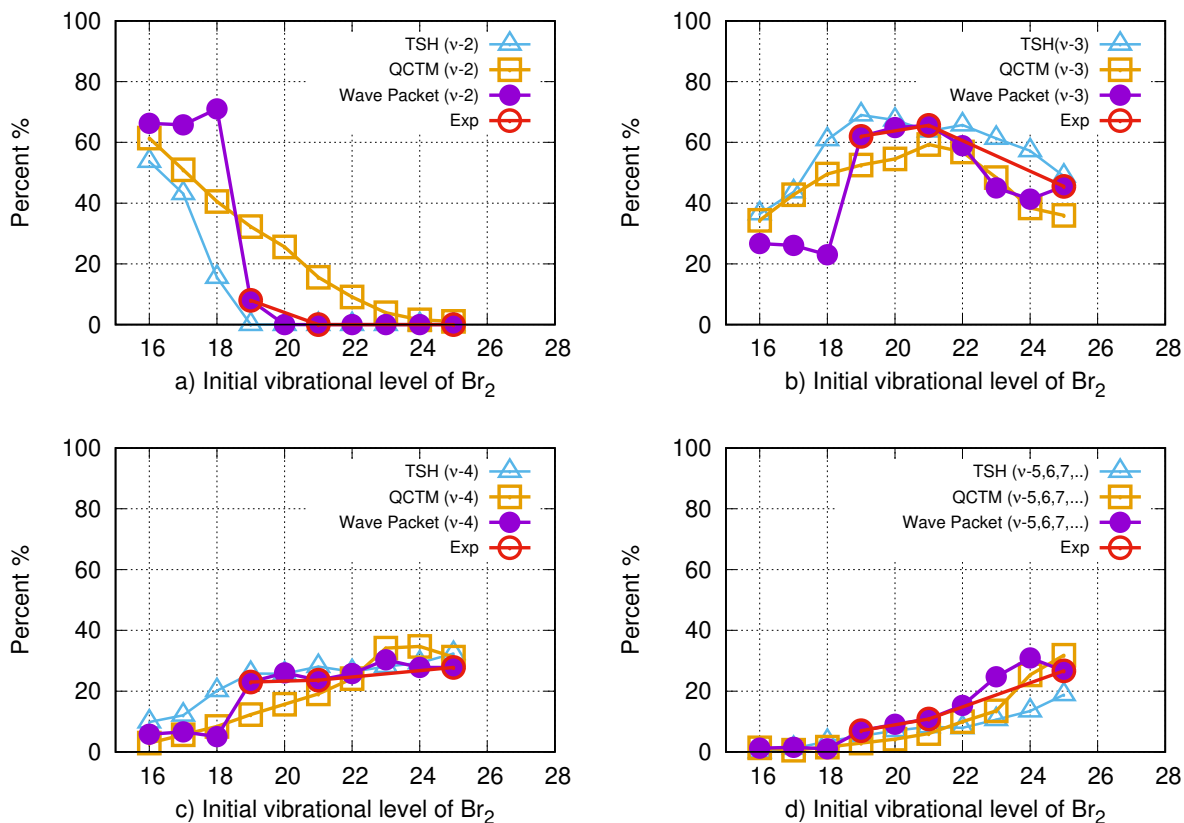 100
80
60
40
20
0
Percent %
TSH (ν-2)
QCTM (ν-2)
Wave Packet (ν-2)
Exp
16 18 20 22 24 26 28
a) Initial vibrational level of Br2
100
80
60
40
20
0
Percent %
TSH(ν-3)
QCTM (ν-3)
Wave Packet (ν-3)
Exp
16 18 20 22 24 26 28
b) Initial vibrational level of Br2
100
80
60
40
20
0
Percent %
TSH (ν-4)
QCTM (ν-4)
Wave Packet (ν-4)
Exp
16 18 20 22 24 26 28
c) Initial vibrational level of Br2
100
80
60
40
20
0
Percent %
TSH (ν-5,6,7,..)
QCTM (ν-5,6,7,...)
Wave Packet (ν-5,6,7,...)
Exp
16 18 20 22 24 26 28
d) Initial vibrational level of Br2